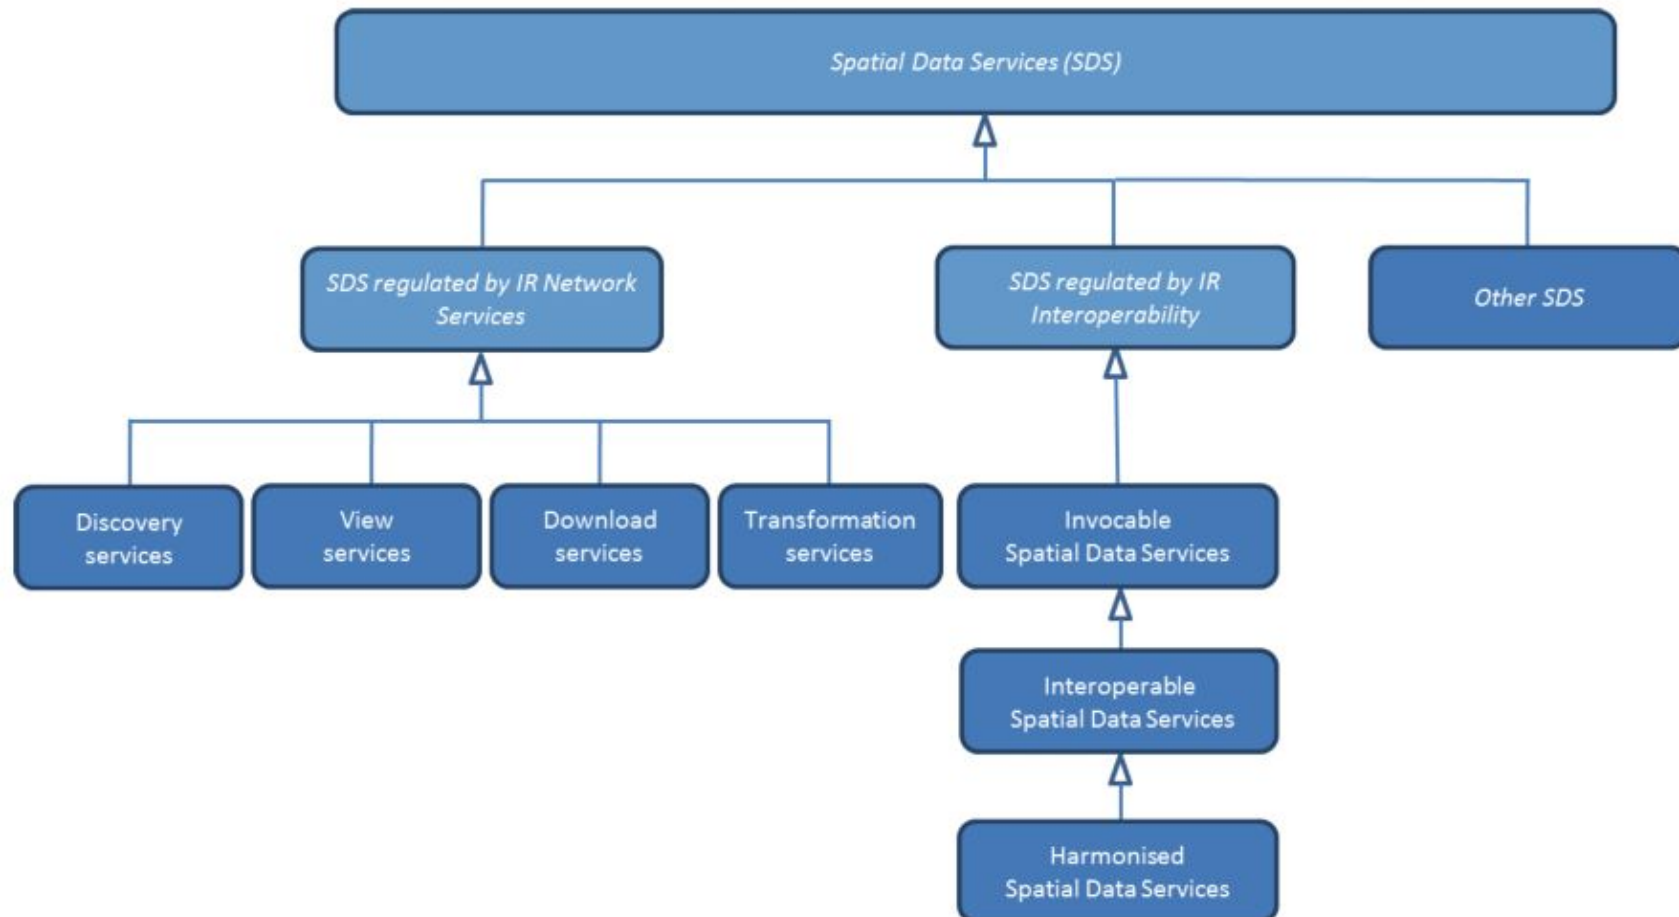 Spatial Data Services (SDS)
SDS regulated by IR Network
Services
SDS regulated by IR
Interoperability
Other SDS
Discovery
services
View
services
Download
services
Transformation
services
Invocable
Spatial Data Services
Interoperable
Spatial Data Services
Harmonised
Spatial Data Services